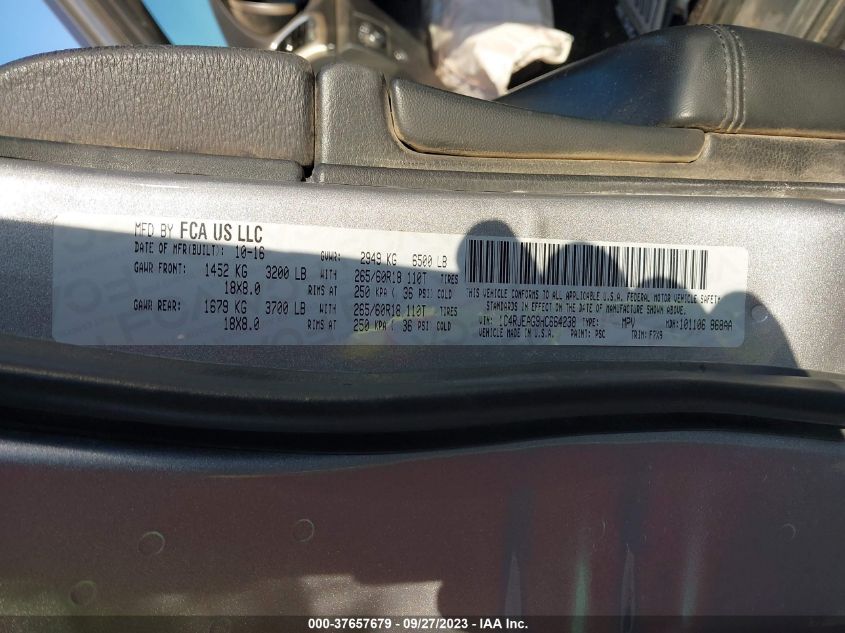 MFD BY FCA US LLC
DATE OF MFR(BUILT): 10-16 GVWR: 2949 KG 6500 LB
GAWR FRONT: 1452 KG 3200 LB WITH 265/60R18 110T TIRES
18X8.0 RIMS AT 250 KPA ( 36 PSI) COLD
GAWR REAR: 1679 KG 3700 LB WITH 265/60R18 110T TIRES
18X8.0 RIMS AT 250 KPA ( 36 PSI) COLD
THIS VEHICLE CONFORMS TO ALL APPLICABLE U.S.A. FEDERAL MOTOR VEHICLE SAFETY
STANDARDS IN EFFECT ON THE DATE OF MANUFACTURE SHOWN ABOVE.
VIN: 1C4RJEAG9HC664038 TYPE: MPV MDH: 101106 868AA
VEHICLE MADE IN U.S.A. PAINT: PSC TRIM: F7X9
000-37657679 - 09/27/2023 - IAA Inc.